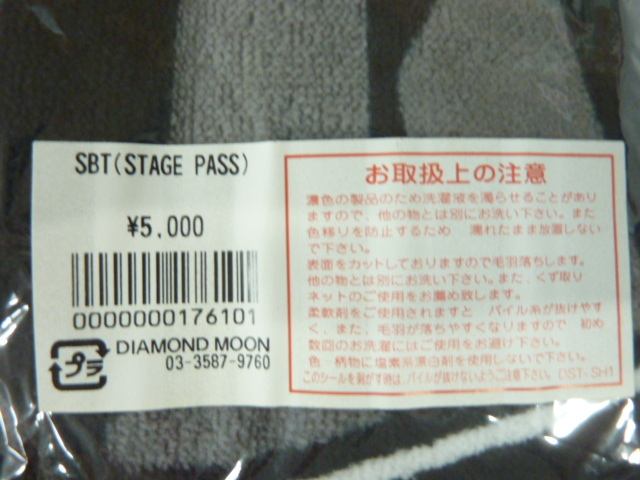 SBT(STAGE PASS)
¥5,000
0000000176101
DIAMOND MOON
03-3587-9760
プラ
お取扱上の注意
濃色の製品のため洗濯液を濁らせることがあり
ますので、他の物とは別にお洗い下さい。また
色移りを防止するため 濡れたまま放置しない
で下さい。
表面をカットしておりますので毛羽落ちします。
他の物とは別にお洗い下さい。また、くず取り
ネットのご使用をお薦め致します。
柔軟剤をご使用されますと パイル糸が抜けやす
く、また、毛羽が落ちやすくなりますので 初め
数回のお洗濯にはご使用をお避け下さい。
色・柄物に塩素系漂白剤を使用しないで下さい。
このシールを剥がす時は、パイルが抜けないようご注意下さい。DST-SH1